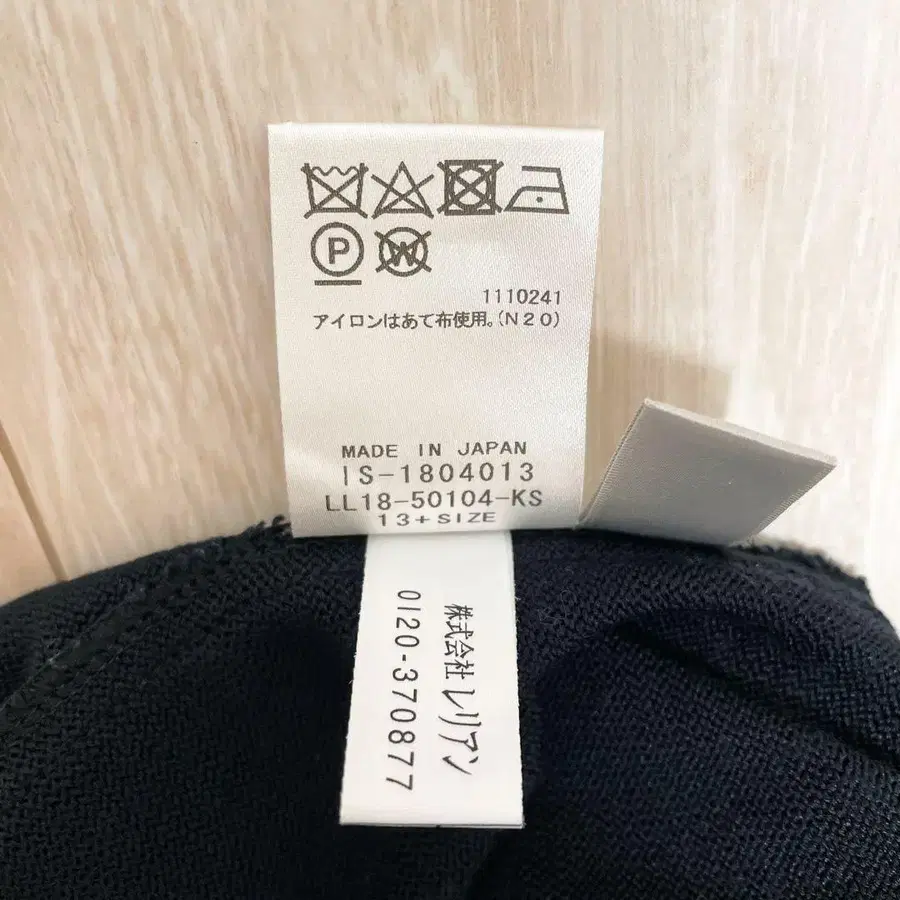 P
W
1110241
アイロンはあて布使用。(N20)
MADE IN JAPAN
IS-1804013
LL18-50104-KS
13+SIZE
株式会社 レリアン
0120-370877